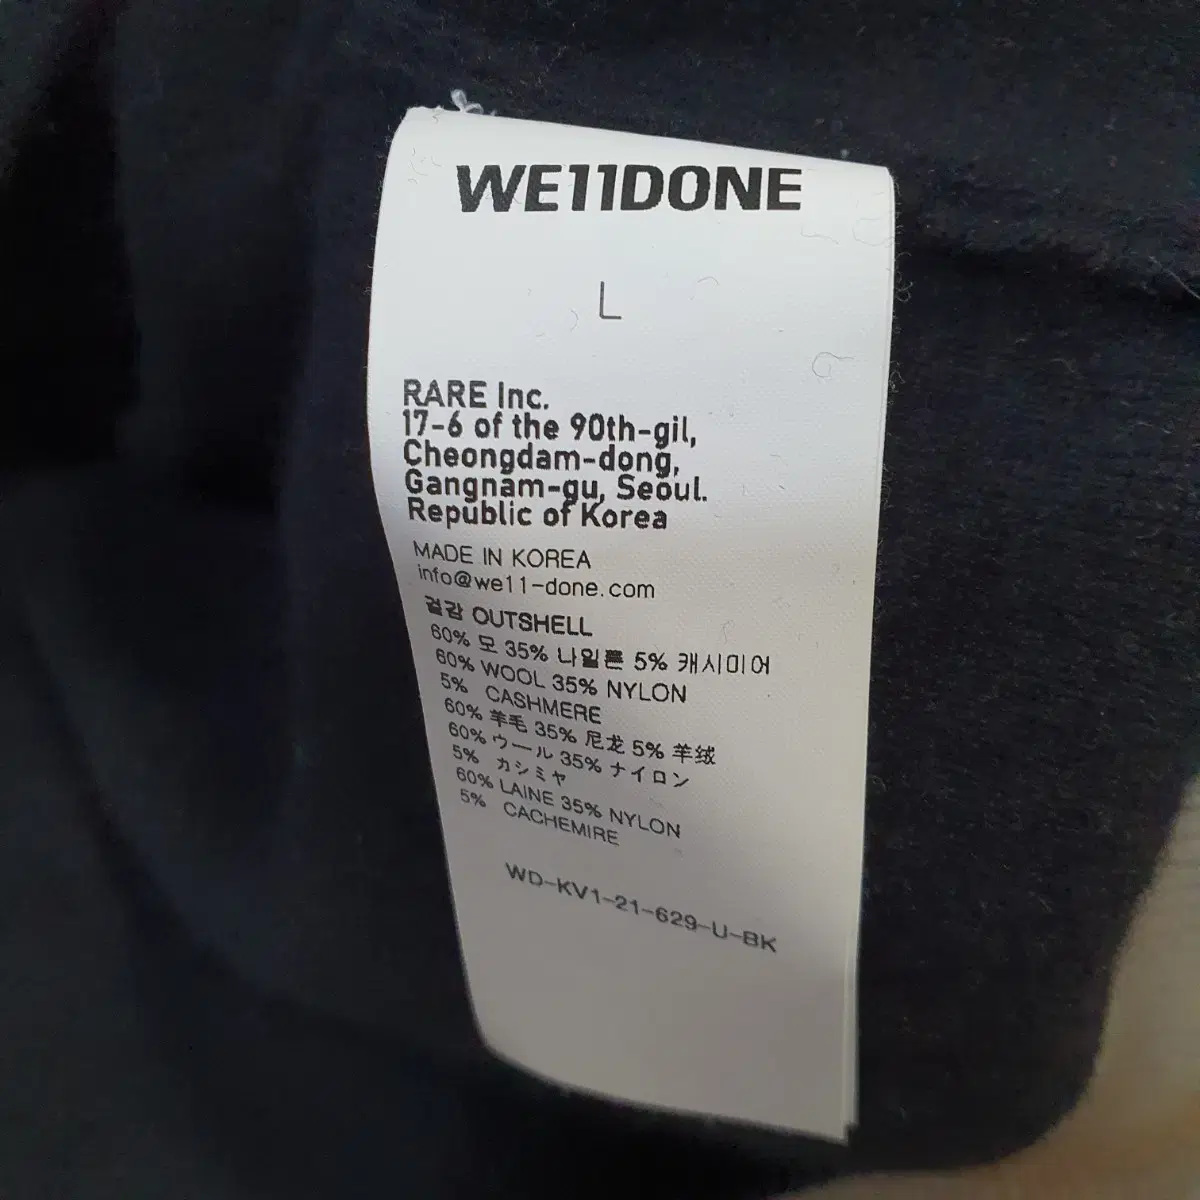 WE11DONE
L
RARE Inc.
17-6 of the 90th-gil,
Cheongdam-dong,
Gangnam-gu, Seoul.
Republic of Korea
MADE IN KOREA
info@we11-done.com
겉감 OUTSHELL
60% 모 35% 나일론 5% 캐시미어
60% WOOL 35% NYLON
5% CASHMERE
60% 羊毛 35% 尼龙 5% 羊绒
60% ウール 35% ナイロン
5% カシミヤ
60% LAINE 35% NYLON
5% CACHEMIRE
WD-KV1-21-629-U-BK